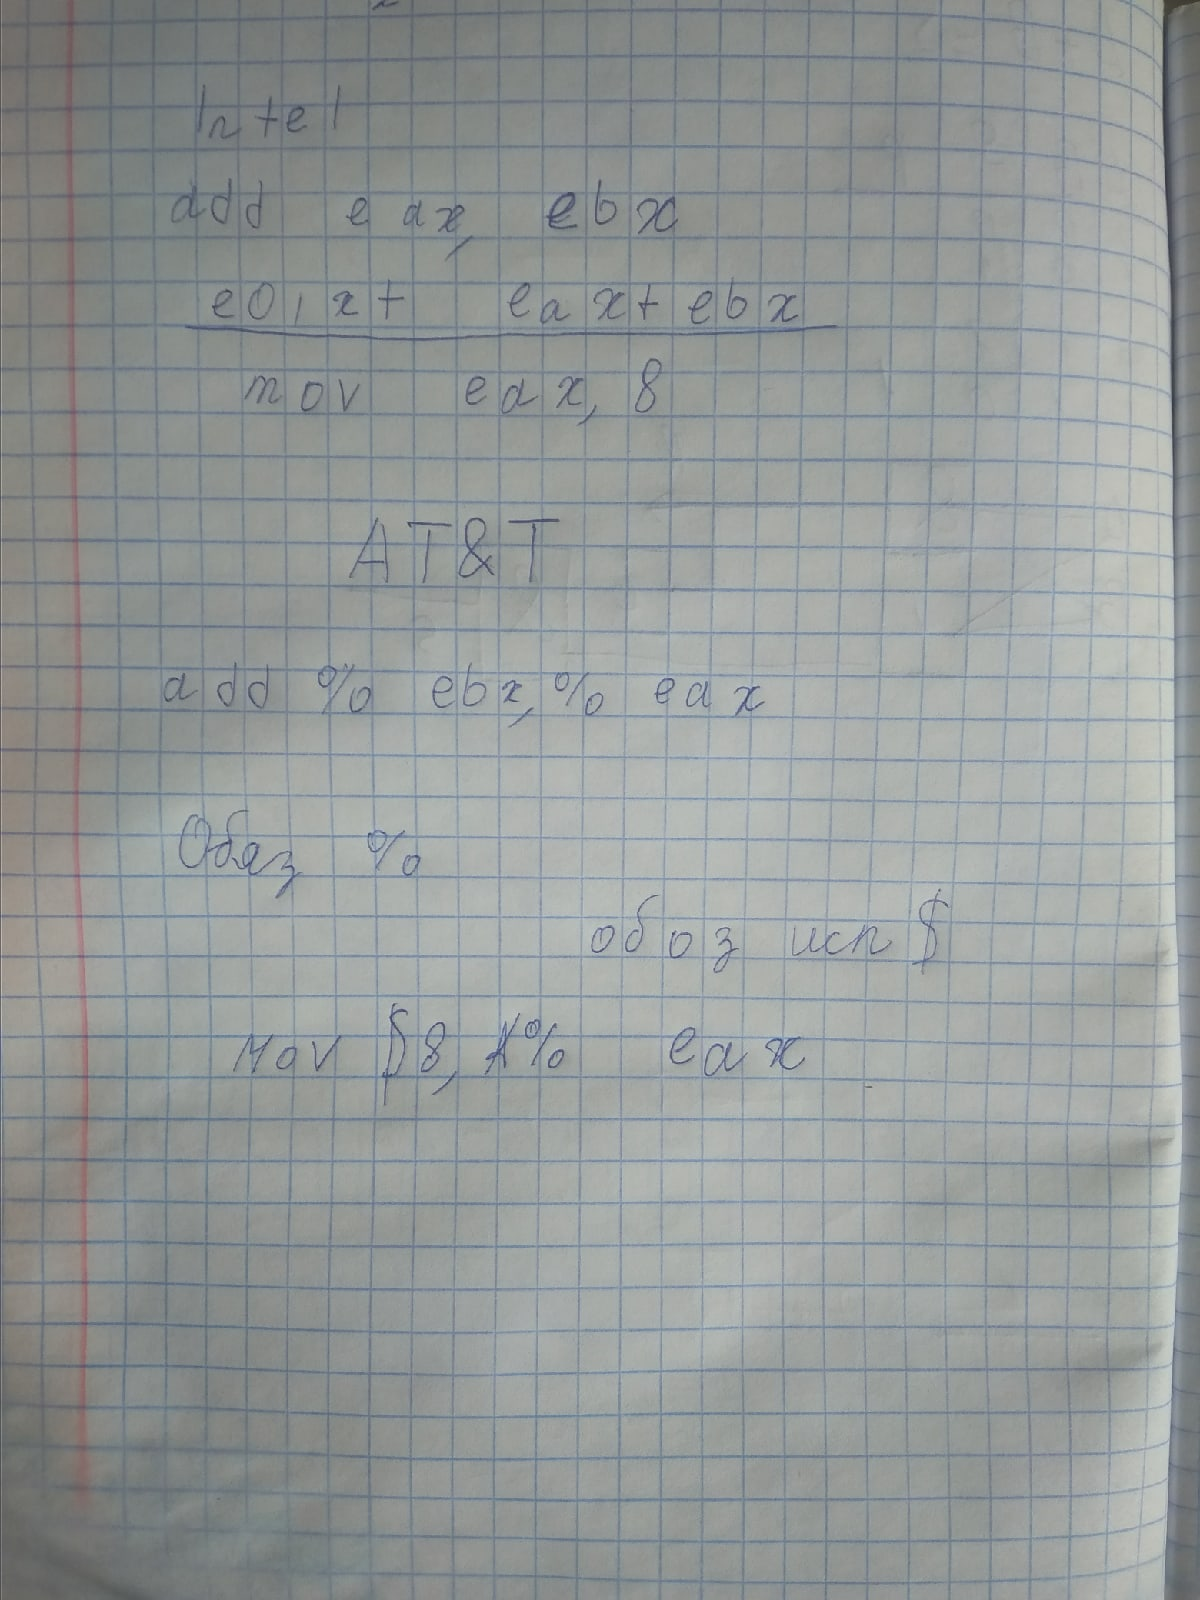 Intel
add eax, ebx
eax+ eax+ ebx
mov eax, 8
AT&T
add % ebx, % eax
Обяз %
обоз исп $
mov $8, % eax